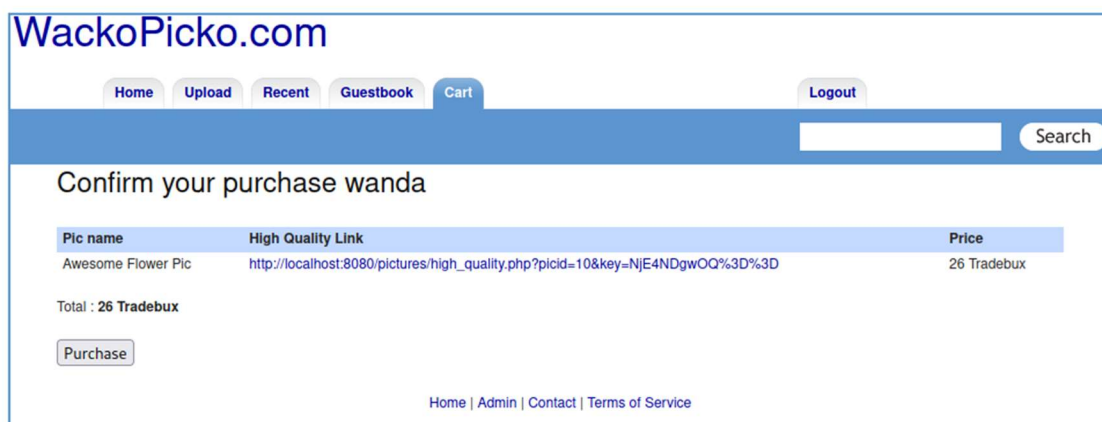 WackoPicko.com
Home Upload Recent Guestbook Cart Logout
Search
Confirm your purchase wanda
Pic name High Quality Link Price
Awesome Flower Pic http://localhost:8080/pictures/high_quality.php?picid=10&key=NjE4NDgwOQ%3D%3D 26 Tradebux
Total : 26 Tradebux
Purchase
Home | Admin | Contact | Terms of Service